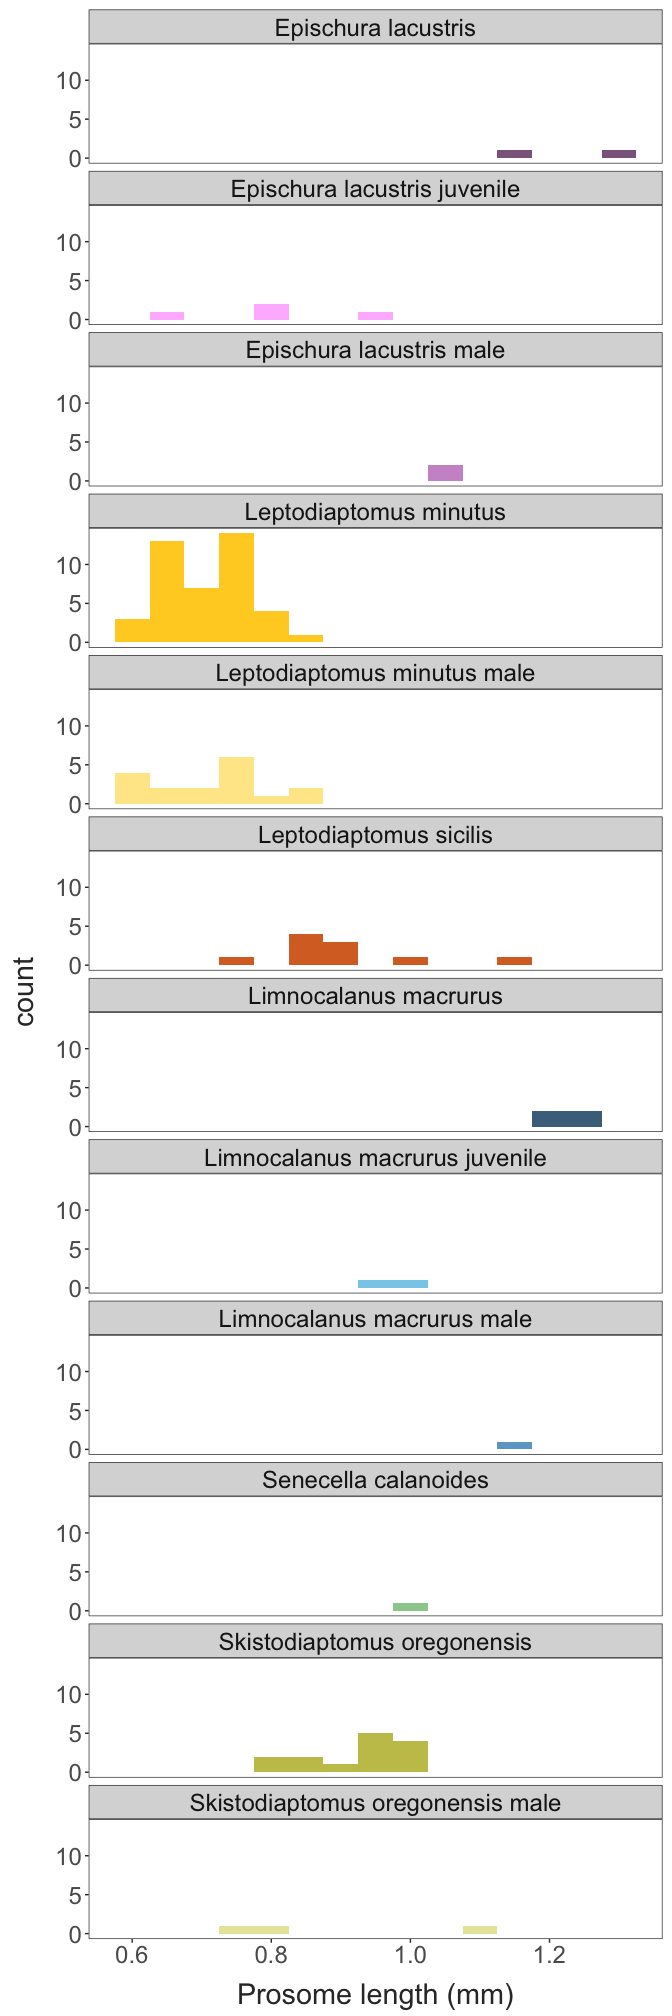 Epischura lacustris
10
5
0
Epischura lacustris juvenile
10
5
0
Epischura lacustris male
10
5
0
Leptodiaptomus minutus
10
5
0
Leptodiaptomus minutus male
10
5
0
Leptodiaptomus sicilis
10
5
0
count
Limnocalanus macrurus
10
5
0
Limnocalanus macrurus juvenile
10
5
0
Limnocalanus macrurus male
10
5
0
Senecella calanoides
10
5
0
Skistodiaptomus oregonensis
10
5
0
Skistodiaptomus oregonensis male
10
5
0
0.6 0.8 1.0 1.2
Prosome length (mm)